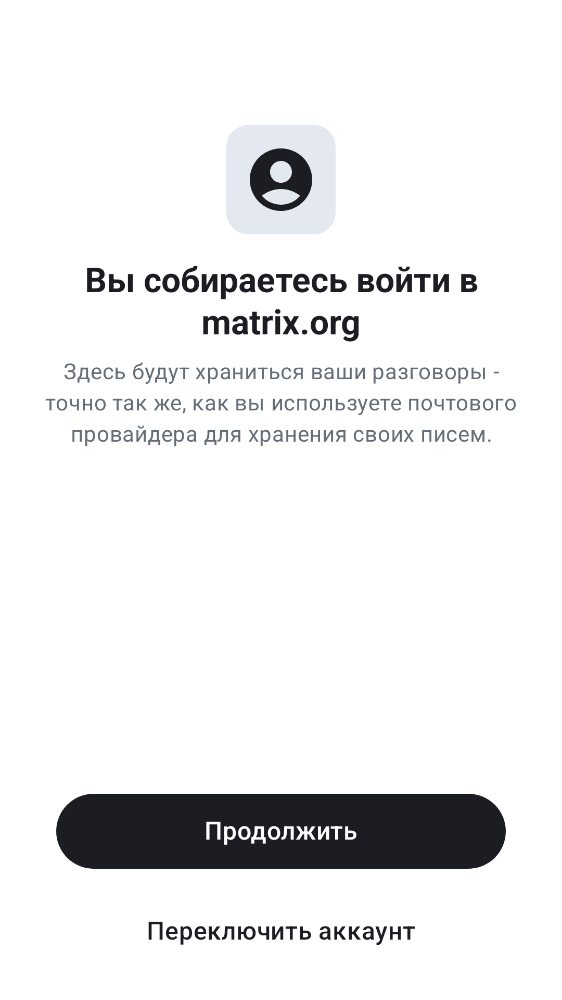 Вы собираетесь войти в
matrix.org
Здесь будут храниться ваши разговоры -
точно так же, как вы используете почтового
провайдера для хранения своих писем.
Продолжить
Переключить аккаунт